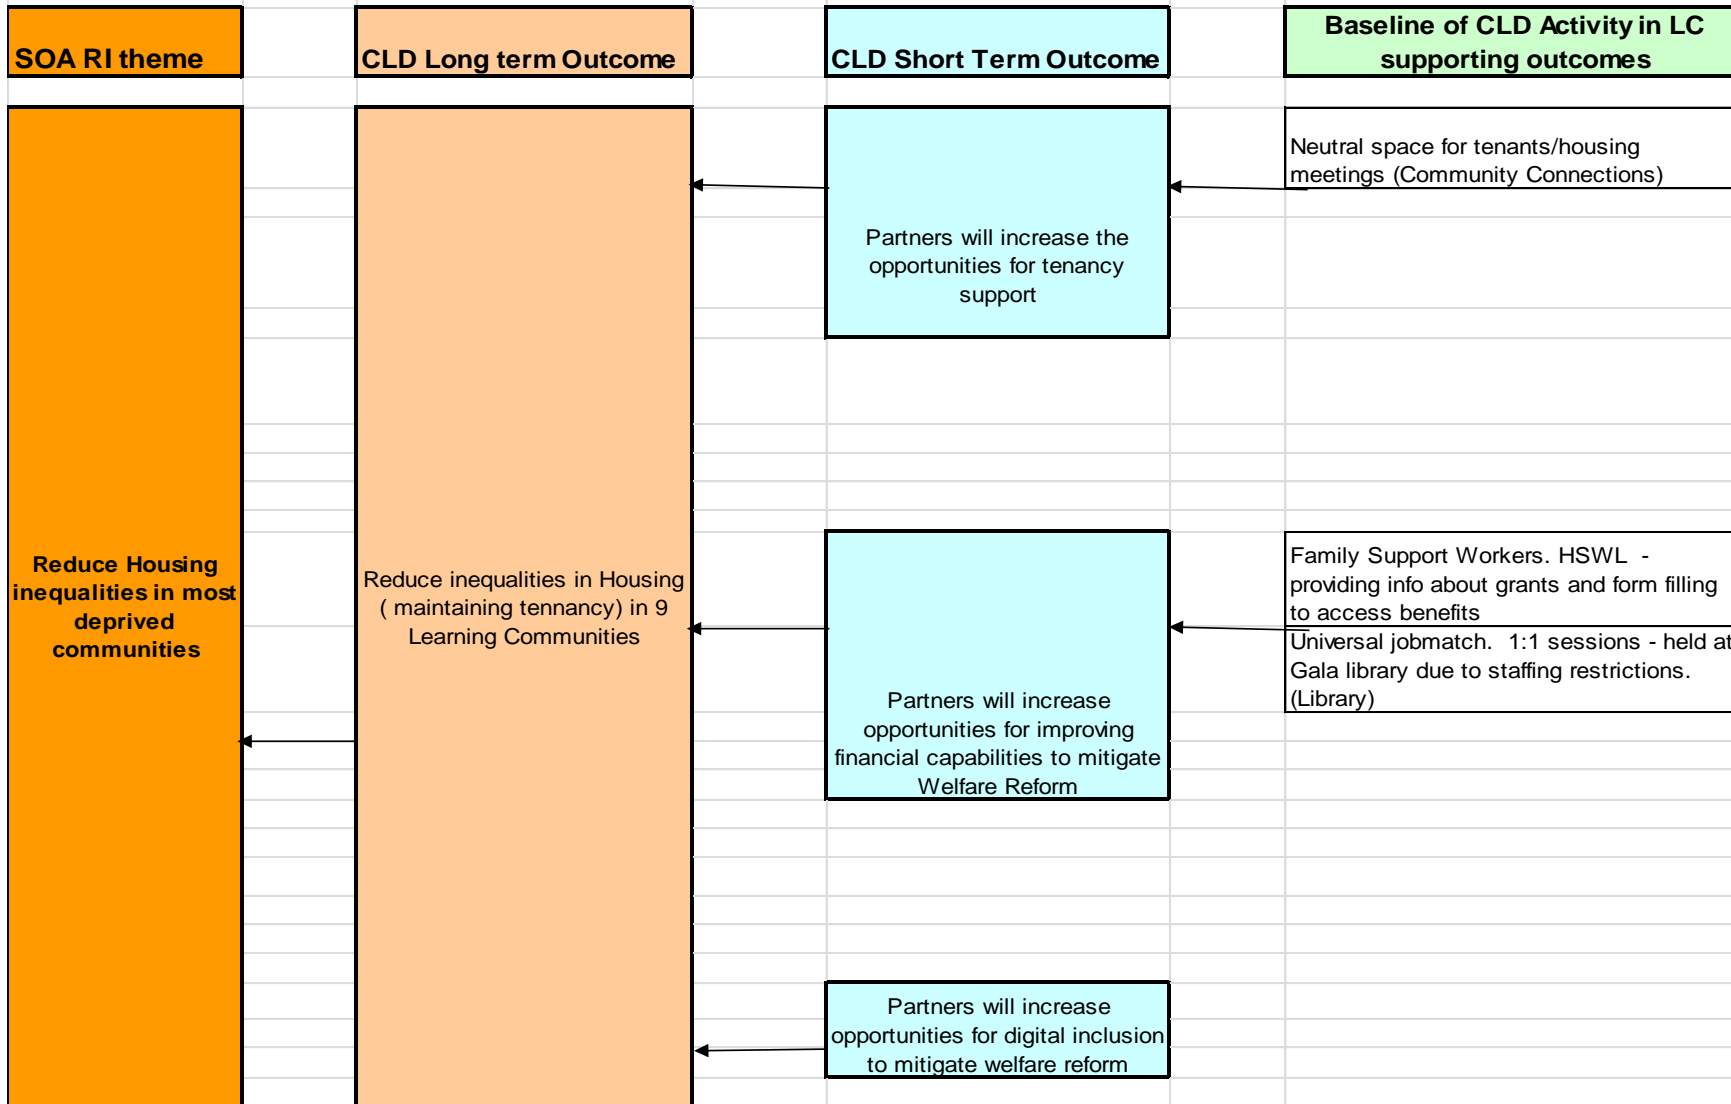 SOA RI theme
CLD Long term Outcome
CLD Short Term Outcome
Baseline of CLD Activity in LC
supporting outcomes
Reduce Housing
inequalities in most
deprived
communities
Reduce inequalities in Housing
( maintaining tennancy) in 9
Learning Communities
Partners will increase the
opportunities for tenancy
support
Neutral space for tenants/housing
meetings (Community Connections)
Partners will increase
opportunities for improving
financial capabilities to mitigate
Welfare Reform
Family Support Workers. HSWL -
providing info about grants and form filling
to access benefits
Universal jobmatch. 1:1 sessions - held at
Gala library due to staffing restrictions.
(Library)
Partners will increase
opportunities for digital inclusion
to mitigate welfare reform